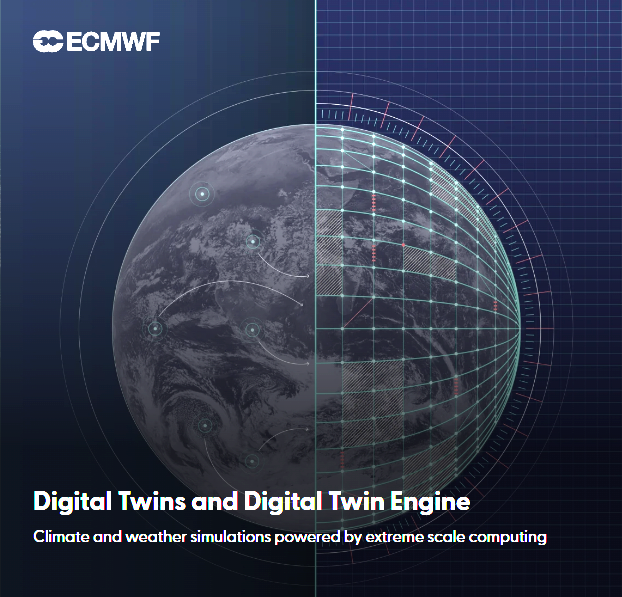 ECMWF
Digital Twins and Digital Twin Engine
Climate and weather simulations powered by extreme scale computing